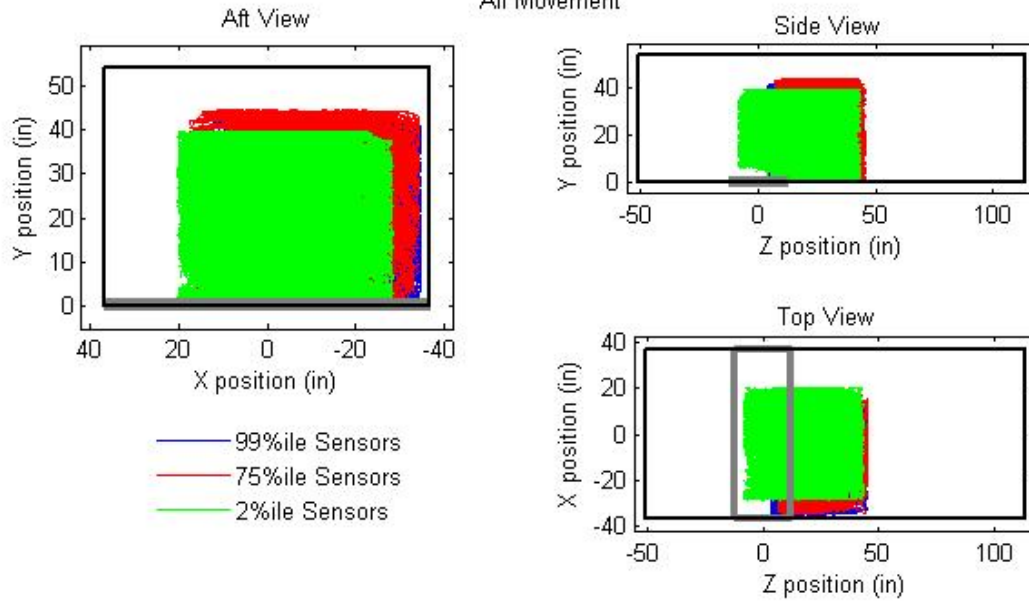 All Movement
Aft View
50
40
30
20
10
0
40 20 0 -20 -40
Y position (in)
X position (in)
Side View
40
20
0
-50 0 50 100
Y position (in)
Z position (in)
99%ile Sensors
75%ile Sensors
2%ile Sensors
Top View
40
20
0
-20
-40
-50 0 50 100
X position (in)
Z position (in)